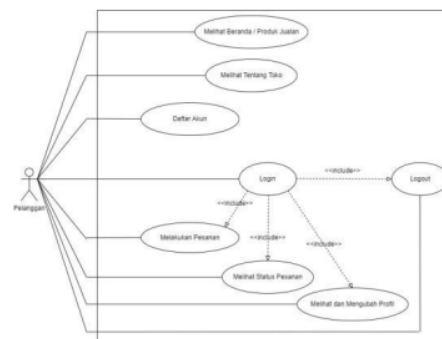 Melihat Beranda / Produk Jualan
Melihat Tentang Toko
Daftar Akun
Login
<<include>>
Logout
Pelanggan
<<include>>
<<include>>
<<include>>
Melakukan Pesanan
Melihat Status Pesanan
Melihat dan Mengubah Profil